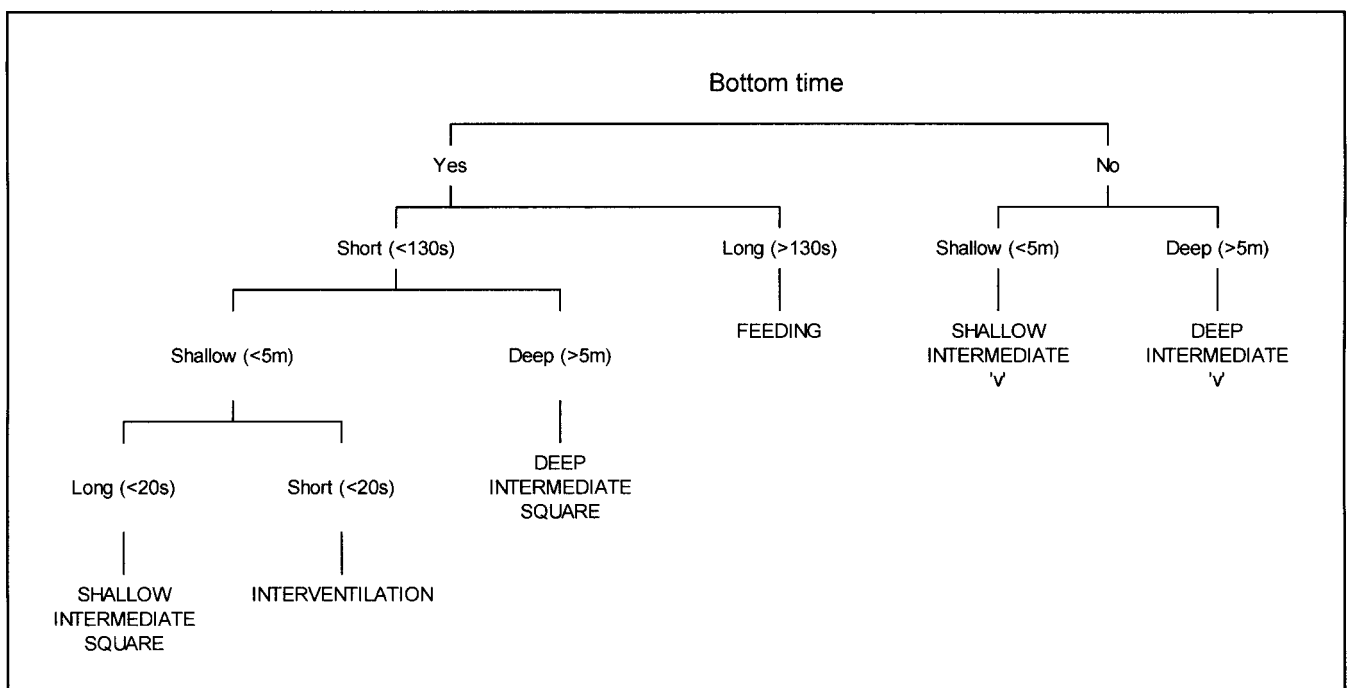 Bottom time
Yes
No
Short (<130s)
Long (>130s)
Shallow (<5m)
Deep (>5m)
FEEDING
SHALLOW
INTERMEDIATE
'v'
DEEP
INTERMEDIATE
'v'
Shallow (<5m)
Deep (>5m)
Long (<20s)
Short (<20s)
DEEP
INTERMEDIATE
SQUARE
SHALLOW
INTERMEDIATE
SQUARE
INTERVENTILATION